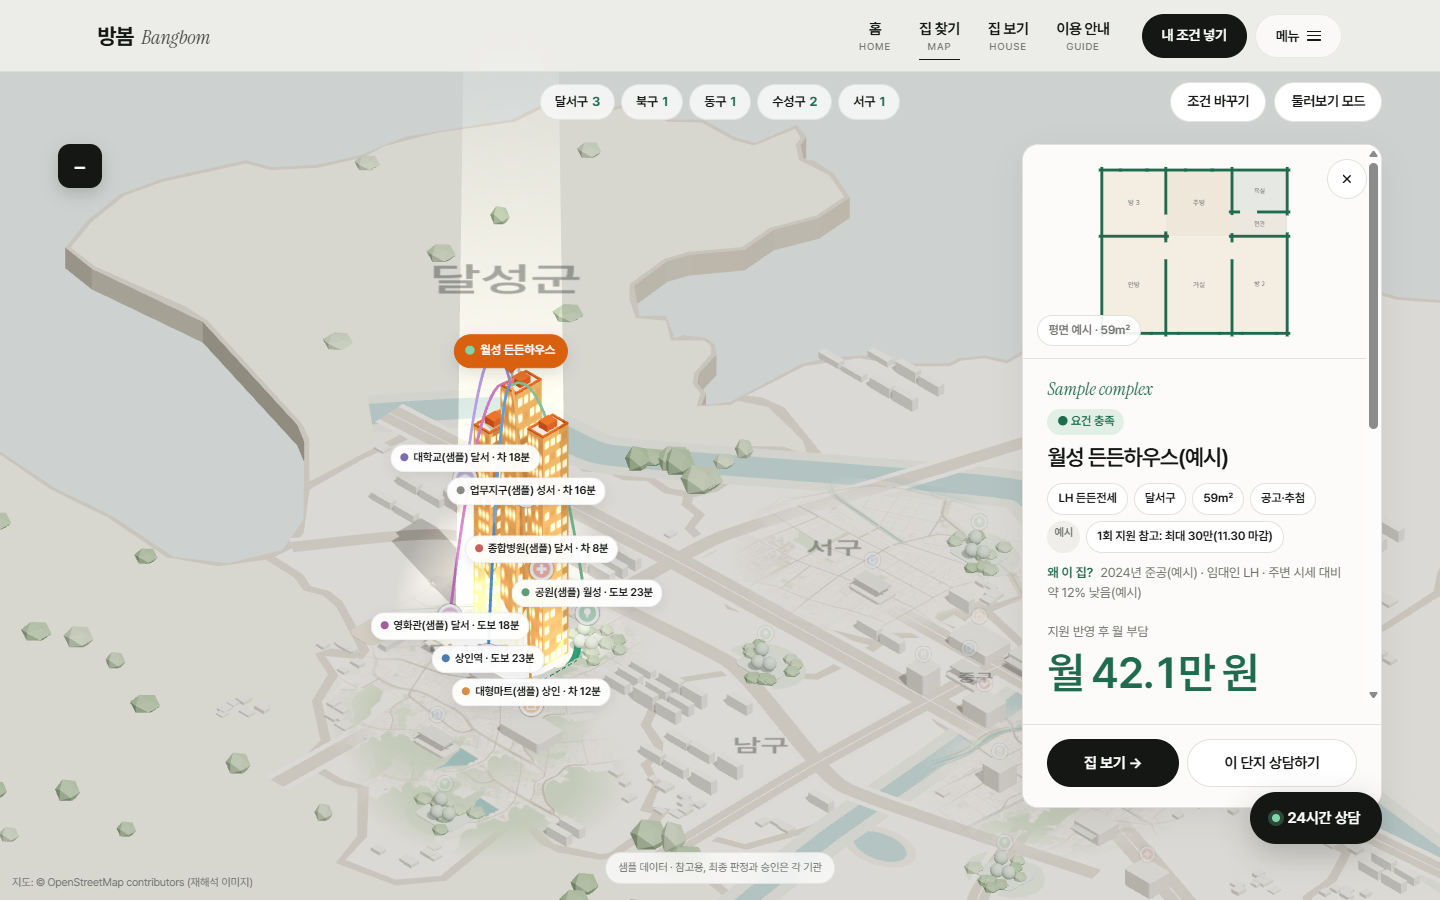 방봄 Bangbom
홈
HOME
집 찾기
MAP
집 보기
HOUSE
이용 안내
GUIDE
내 조건 넣기
메뉴
달서구 3
북구 1
동구 1
수성구 2
서구 1
조건 바꾸기
둘러보기 모드
–
달성군
월성 든든하우스
대학교(샘플) 달서 · 차 18분
업무지구(샘플) 성서 · 차 16분
종합병원(샘플) 달서 · 차 8분
공원(샘플) 월성 · 도보 23분
영화관(샘플) 달서 · 도보 18분
상인역 · 도보 23분
대형마트(샘플) 상인 · 차 12분
서구
남구
방 3
주방
욕실
현관
안방
거실
방 2
×
평면 예시 · 59m²
Sample complex
요건 충족
월성 든든하우스(예시)
LH 든든전세
달서구
59m²
공고·추첨
예시
1회 지원 참고: 최대 30만(11.30 마감)
왜 이 집? 2024년 준공(예시) · 임대인 LH · 주변 시세 대비
약 12% 낮음(예시)
지원 반영 후 월 부담
월 42.1만 원
집 보기 →
이 단지 상담하기
24시간 상담
샘플 데이터 · 참고용, 최종 판정과 승인은 각 기관
지도: © OpenStreetMap contributors (재해석 이미지)